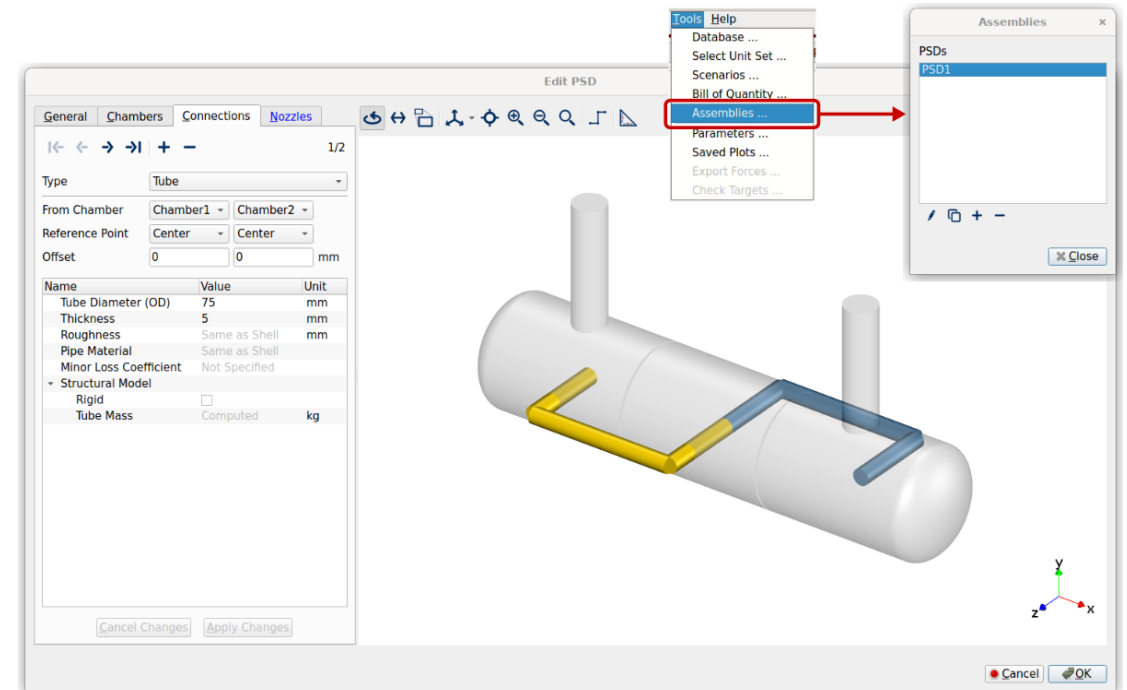 Tools Help
Database ...
Select Unit Set ...
Scenarios ...
Bill of Quantity ...
Assemblies ...
Parameters ...
Saved Plots ...
Export Forces ...
Check Targets ...
Assemblies
PSDs
PSD1
Close
Edit PSD
General Chambers Connections Nozzles
1/2
Type Tube
From Chamber Chamber1 Chamber2
Reference Point Center Center
Offset 0 0 mm
Name Value Unit
Tube Diameter (OD) 75 mm
Thickness 5 mm
Roughness Same as Shell mm
Pipe Material Same as Shell
Minor Loss Coefficient Not Specified
Structural Model
Rigid
Tube Mass Computed kg
y
z x
Cancel Changes Apply Changes
Cancel OK